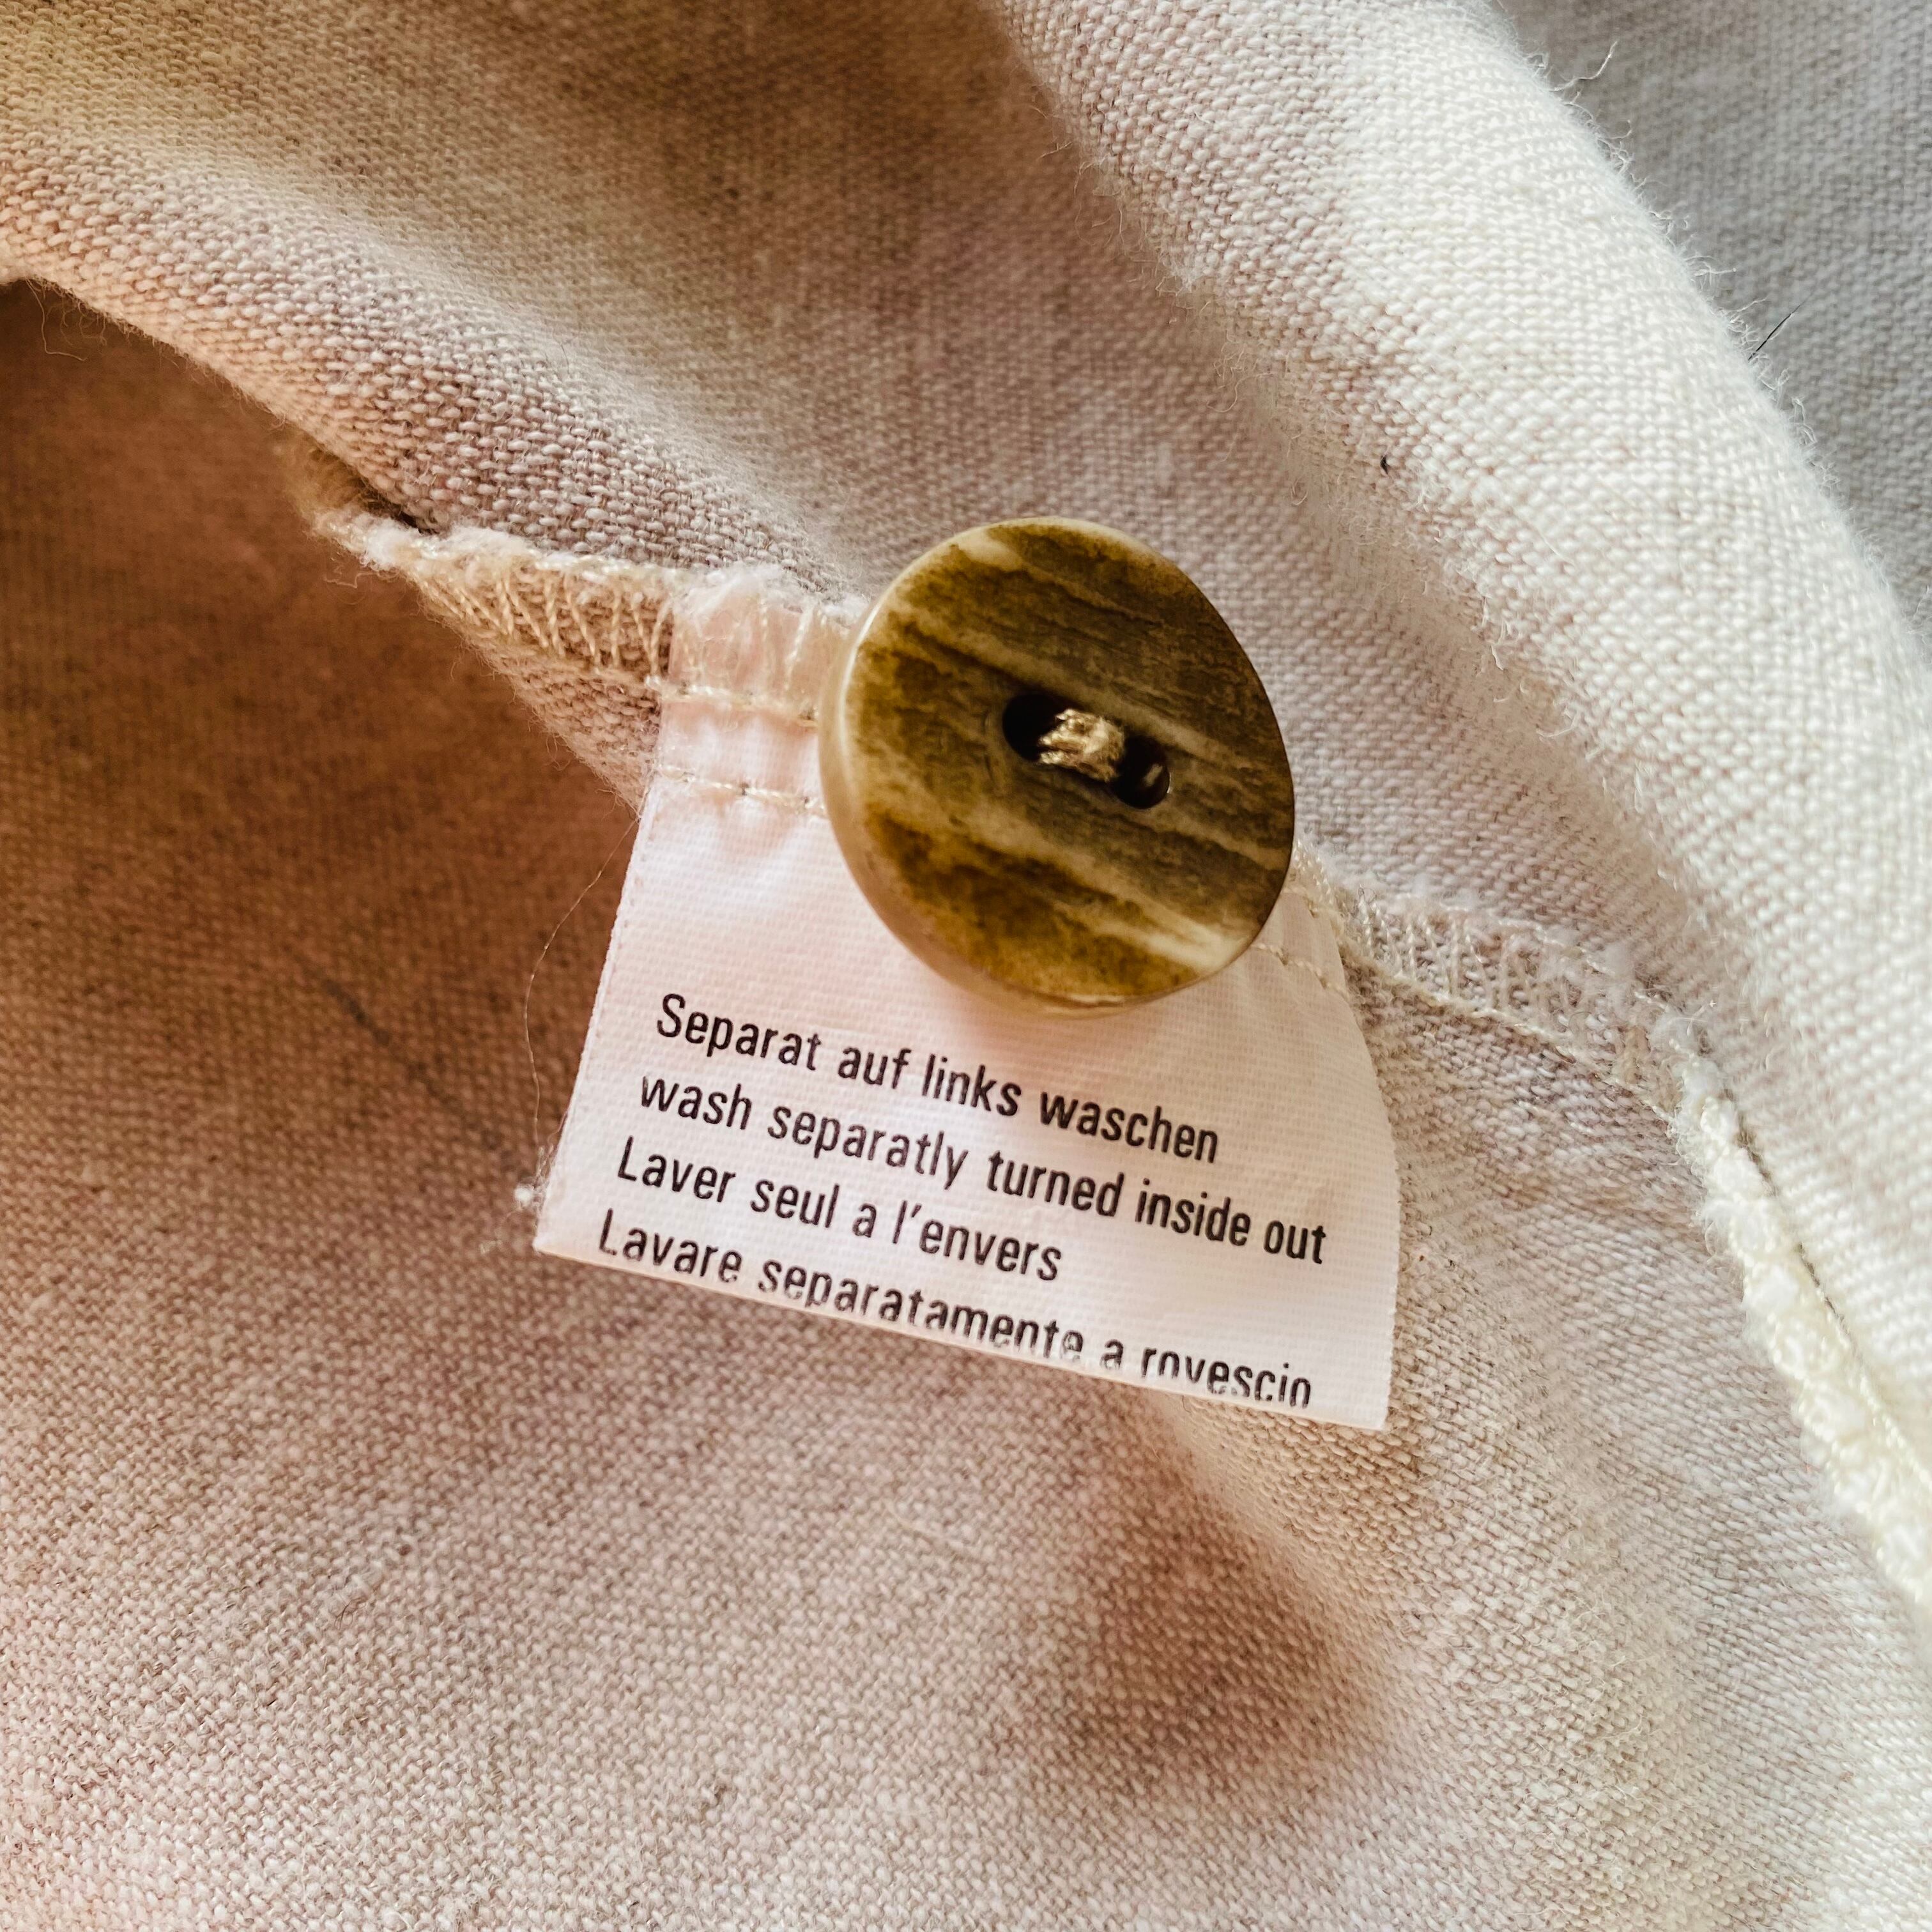 Separat auf links waschen
wash separatly turned inside out
Laver seul a l'envers
Lavare separatamente a rovescio